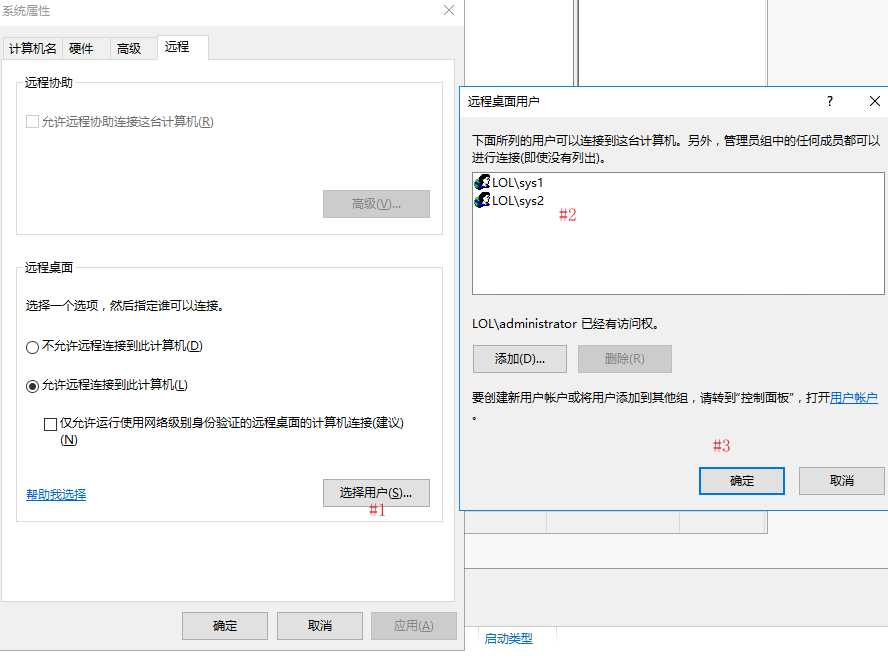 系统属性
计算机名
硬件
高级
远程
远程协助
允许远程协助连接这台计算机(R)
高级(V)...
远程桌面
选择一个选项，然后指定谁可以连接。
不允许远程连接到此计算机(D)
允许远程连接到此计算机(L)
仅允许运行使用网络级别身份验证的远程桌面的计算机连接(建议)
(N)
帮助我选择
选择用户(S)...
#1
确定
取消
应用(A)
远程桌面用户
?
下面所列的用户可以连接到这台计算机。另外，管理员组中的任何成员都可以
进行连接(即使没有列出)。
LOL\sys1
LOL\sys2
#2
LOL\administrator 已经有访问权。
添加(D)...
删除(R)
要创建新用户帐户或将用户添加到其他组，请转到“控制面板”，打开用户帐户
。
#3
确定
取消
启动类型